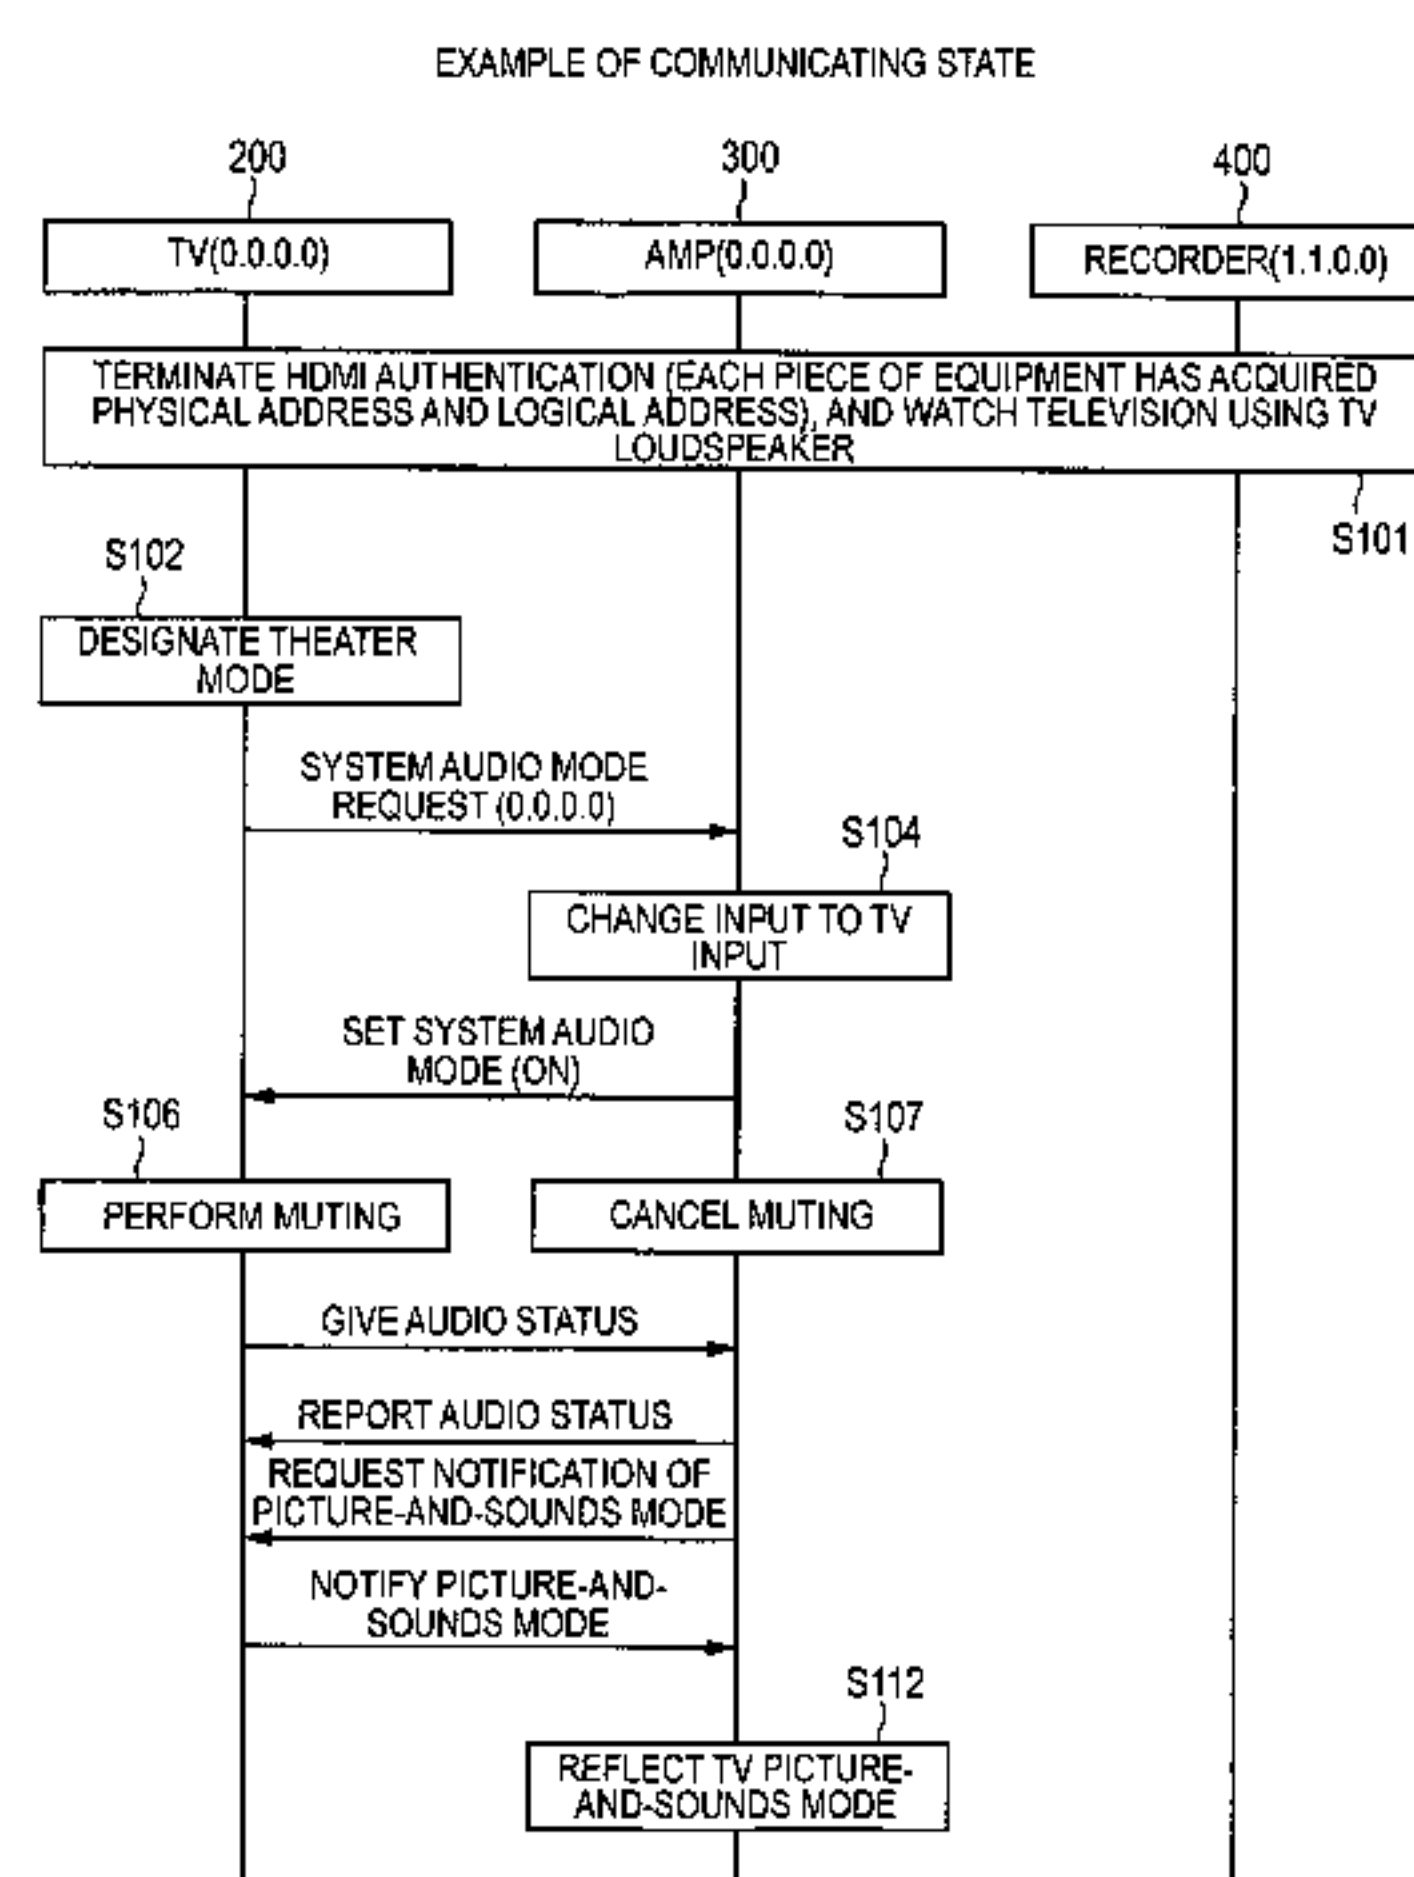 EXAMPLE OF COMMUNICATING STATE
200
300
400
TV(0.0.0.0)
AMP(0.0.0.0)
RECORDER(1.1.0.0)
TERMINATE HDMI AUTHENTICATION (EACH PIECE OF EQUIPMENT HAS ACQUIRED
PHYSICAL ADDRESS AND LOGICAL ADDRESS), AND WATCH TELEVISION USING TV
LOUDSPEAKER
S101
S102
DESIGNATE THEATER
MODE
SYSTEM AUDIO MODE
REQUEST (0.0.0.0)
S104
CHANGE INPUT TO TV
INPUT
SET SYSTEM AUDIO
MODE (ON)
S106
S107
PERFORM MUTING
CANCEL MUTING
GIVE AUDIO STATUS
REPORT AUDIO STATUS
REQUEST NOTIFICATION OF
PICTURE-AND-SOUNDS MODE
NOTIFY PICTURE-AND-
SOUNDS MODE
S112
REFLECT TV PICTURE-
AND-SOUNDS MODE